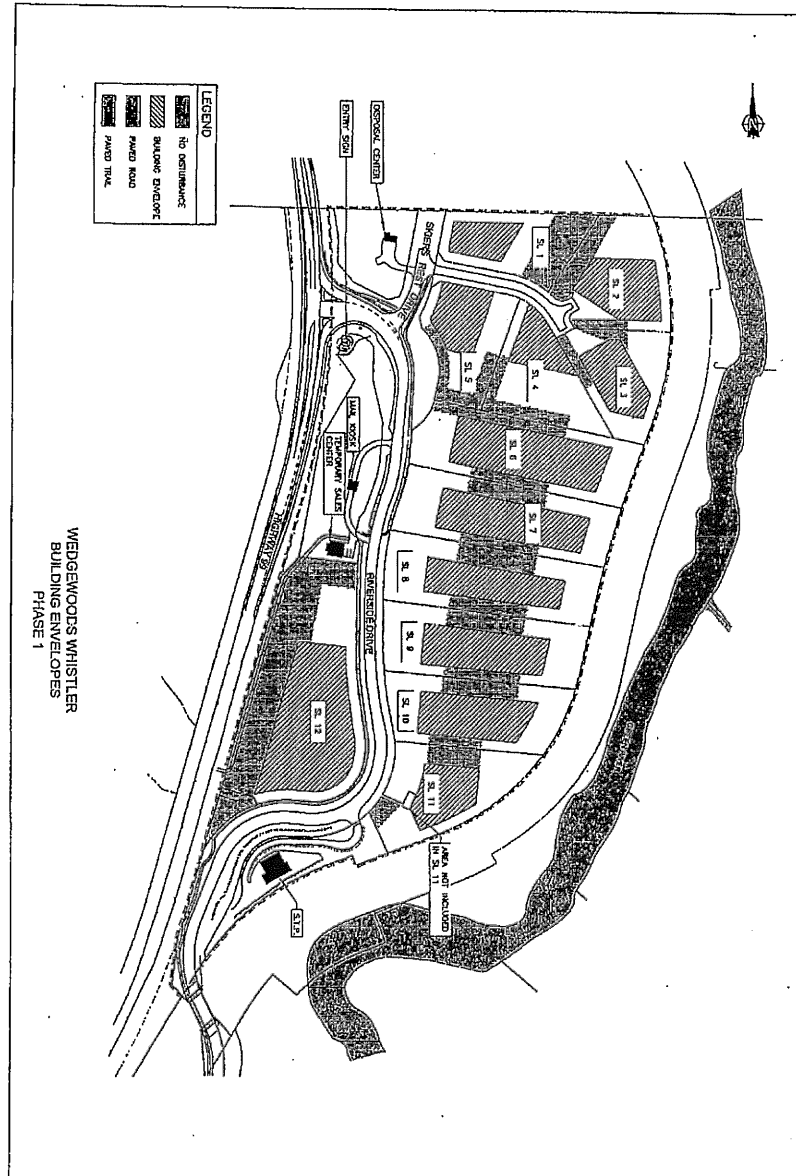 WEDGEWOODS WHISTLER
BUILDING ENVELOPES
PHASE 1
LEGEND
NO DISTURBANCE
BUILDING ENVELOPE
PAVED ROAD
PAVED TRAIL
ENTRY SIGN
DISPOSAL CENTER
SL 1
SL 2
SL 3
SL 4
SL 5
SL 6
SL 7
SL 8
SL 9
SL 10
SL 11
SL 12
AREA NOT INCLUDED
IN SL 11
MAIL KIOSK
TEMPORARY SALES
CENTER
RIVERSIDE DRIVE
HIGHWAY 99
REST DRIVE
S.T.P.